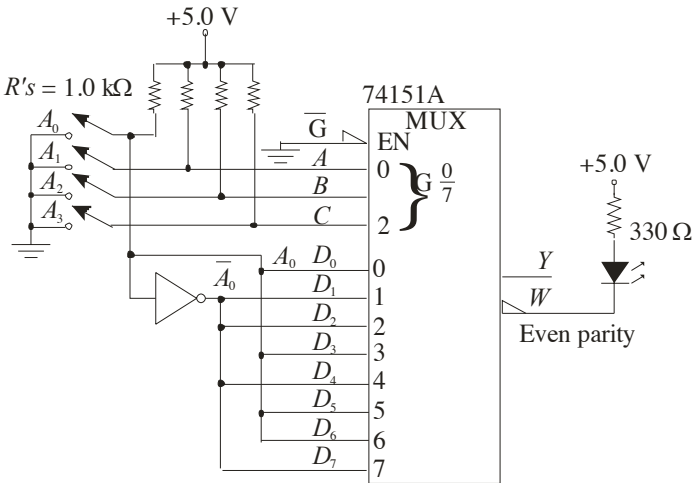 +5.0 V
R's = 1.0 kΩ
74151A
MUX
A₀
G̅
EN
+5.0 V
A₁
A
0
A₂
B
G 0/7
A₃
C
2
330 Ω
A₀
D₀
0
Y
A̅₀
D₁
1
W
D₂
2
Even parity
D₃
3
D₄
4
D₅
5
D₆
6
D₇
7